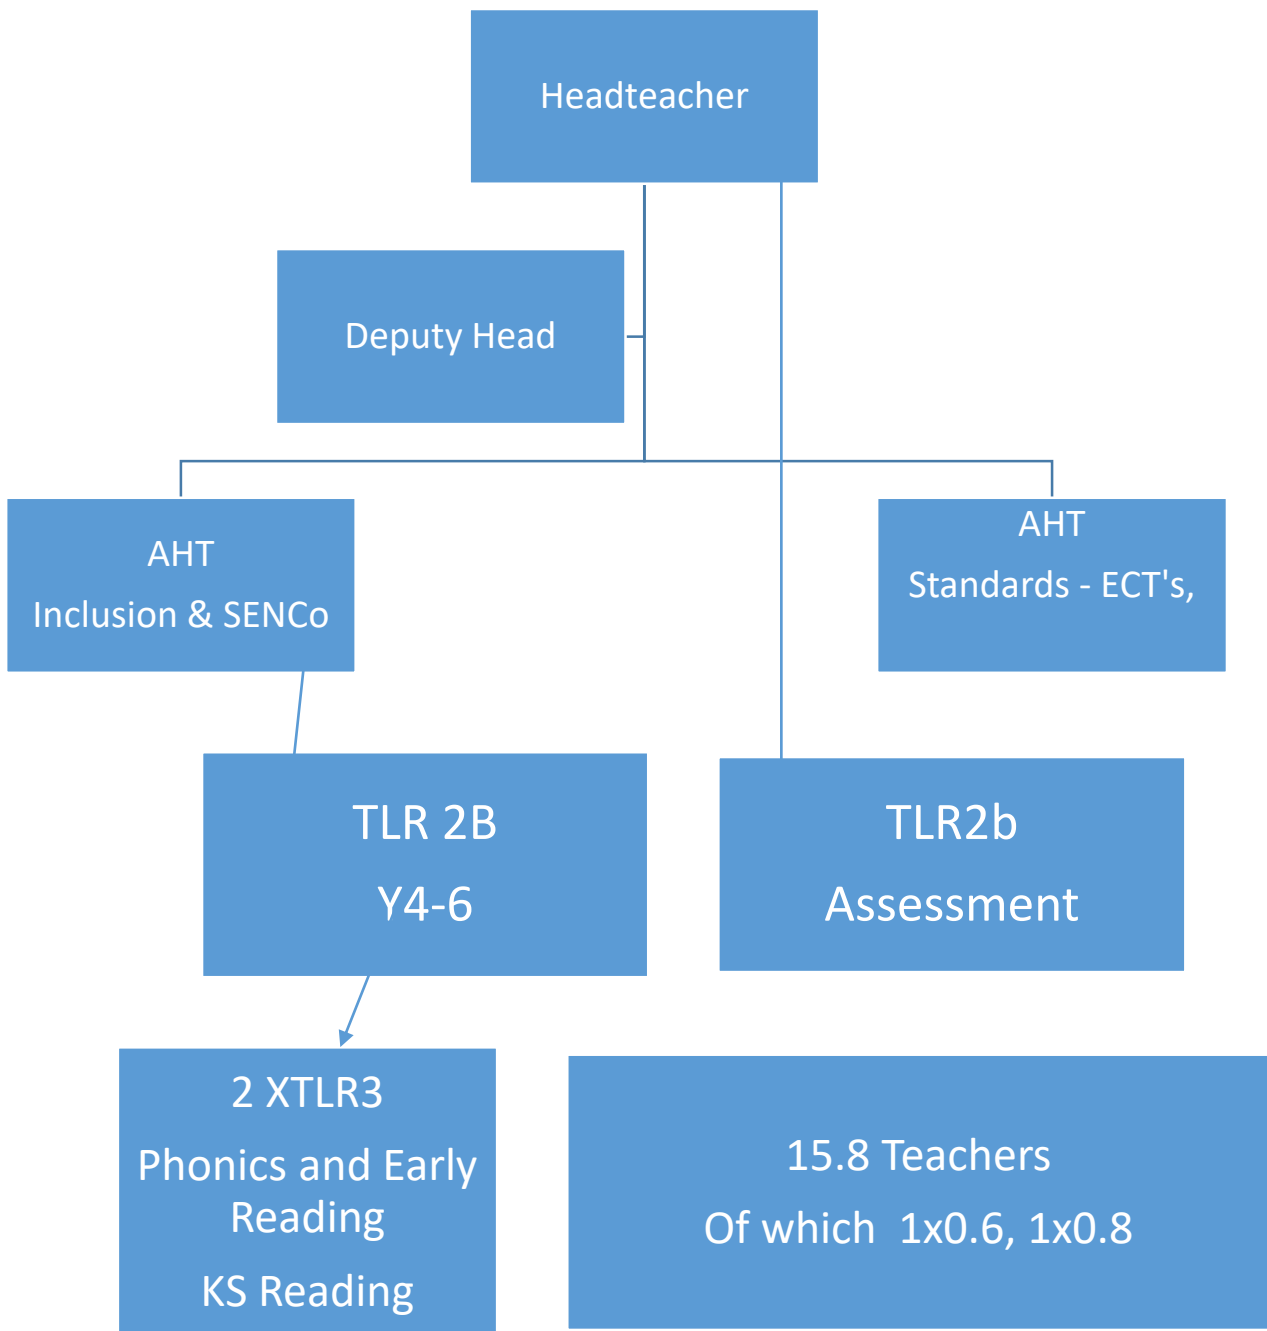 Headteacher
Deputy Head
AHT
Inclusion & SENCo
AHT
Standards - ECT's,
TLR 2B
Y4-6
TLR2b
Assessment
2 XTLR3
Phonics and Early
Reading
KS Reading
15.8 Teachers
Of which  1x0.6, 1x0.8